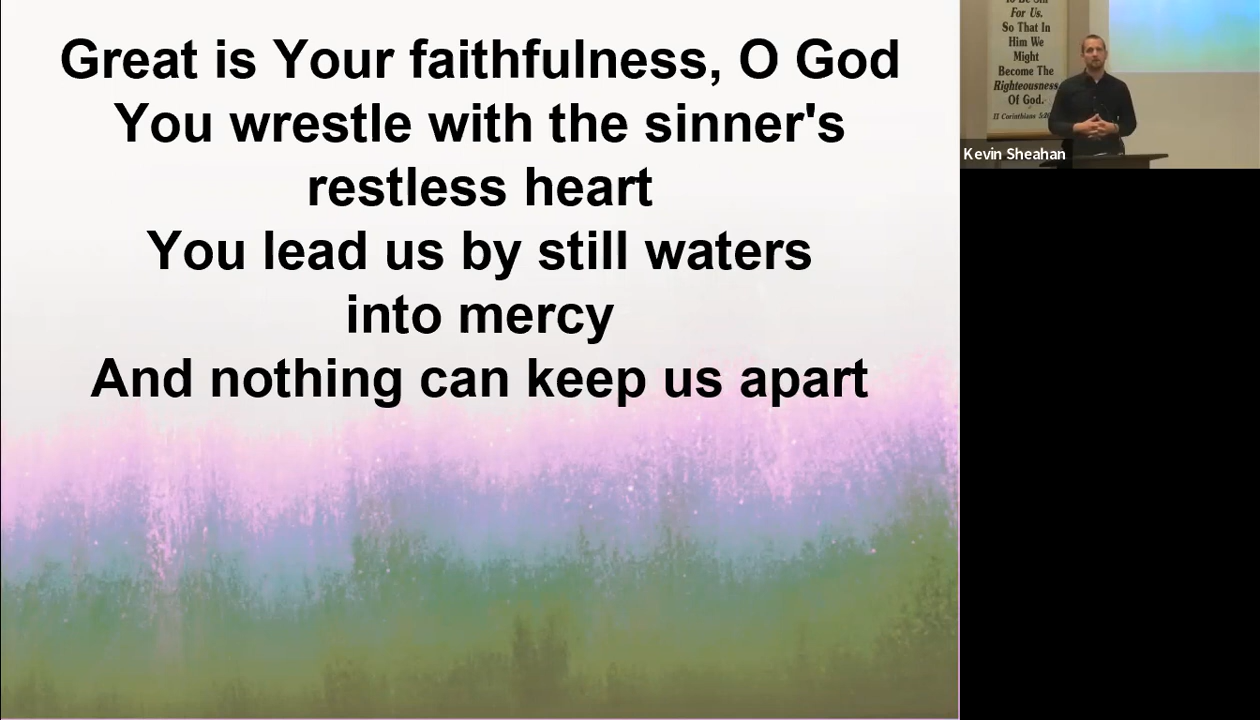 Great is Your faithfulness, O God
You wrestle with the sinner's
restless heart
You lead us by still waters
into mercy
And nothing can keep us apart
For Us.
So That In
Him We
Might
Become The
Righteousness
Of God.
II Corinthians
Kevin Sheahan